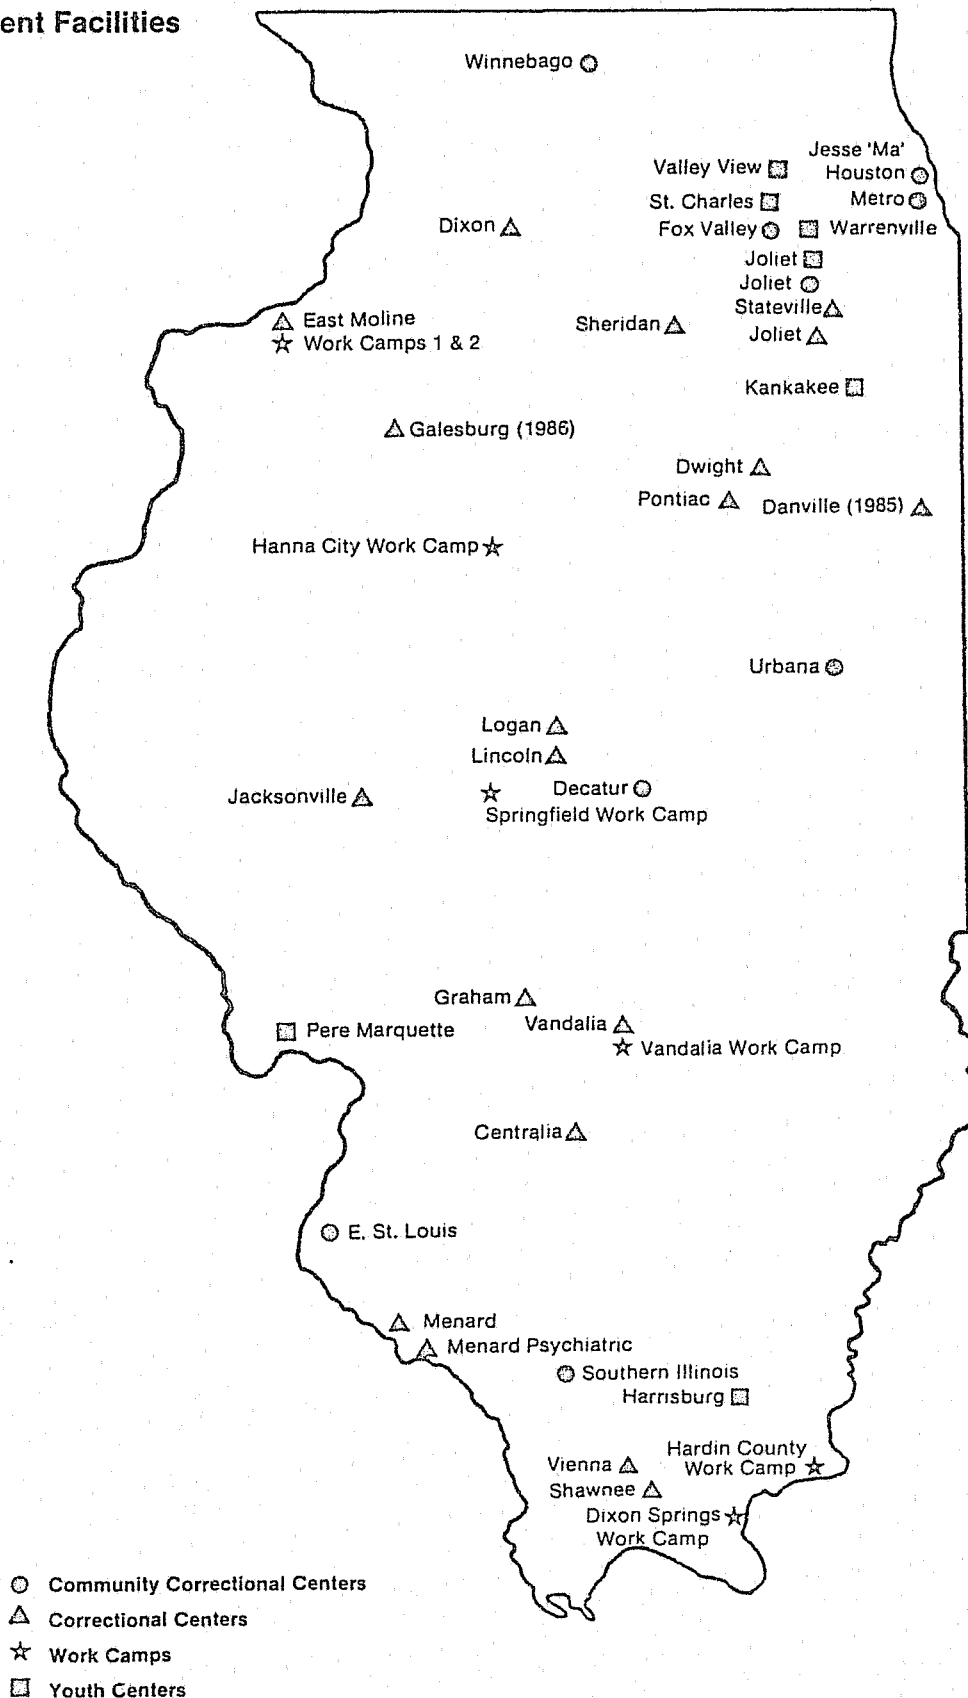 ent Facilities
Winnebago
Jesse 'Ma'
Houston
Valley View
St. Charles
Metro
Dixon
Fox Valley
Warrenville
Joliet
Joliet
Stateville
East Moline
Sheridan
Joliet
Work Camps 1 & 2
Kankakee
Galesburg (1986)
Dwight
Pontiac
Danville (1985)
Hanna City Work Camp
Urbana
Logan
Lincoln
Jacksonville
Decatur
Springfield Work Camp
Graham
Vandalia
Pere Marquette
Vandalia Work Camp
Centralia
E. St. Louis
Menard
Menard Psychiatric
Southern Illinois
Harrisburg
Hardin County
Work Camp
Vienna
Shawnee
Dixon Springs
Work Camp
Community Correctional Centers
Correctional Centers
Work Camps
Youth Centers